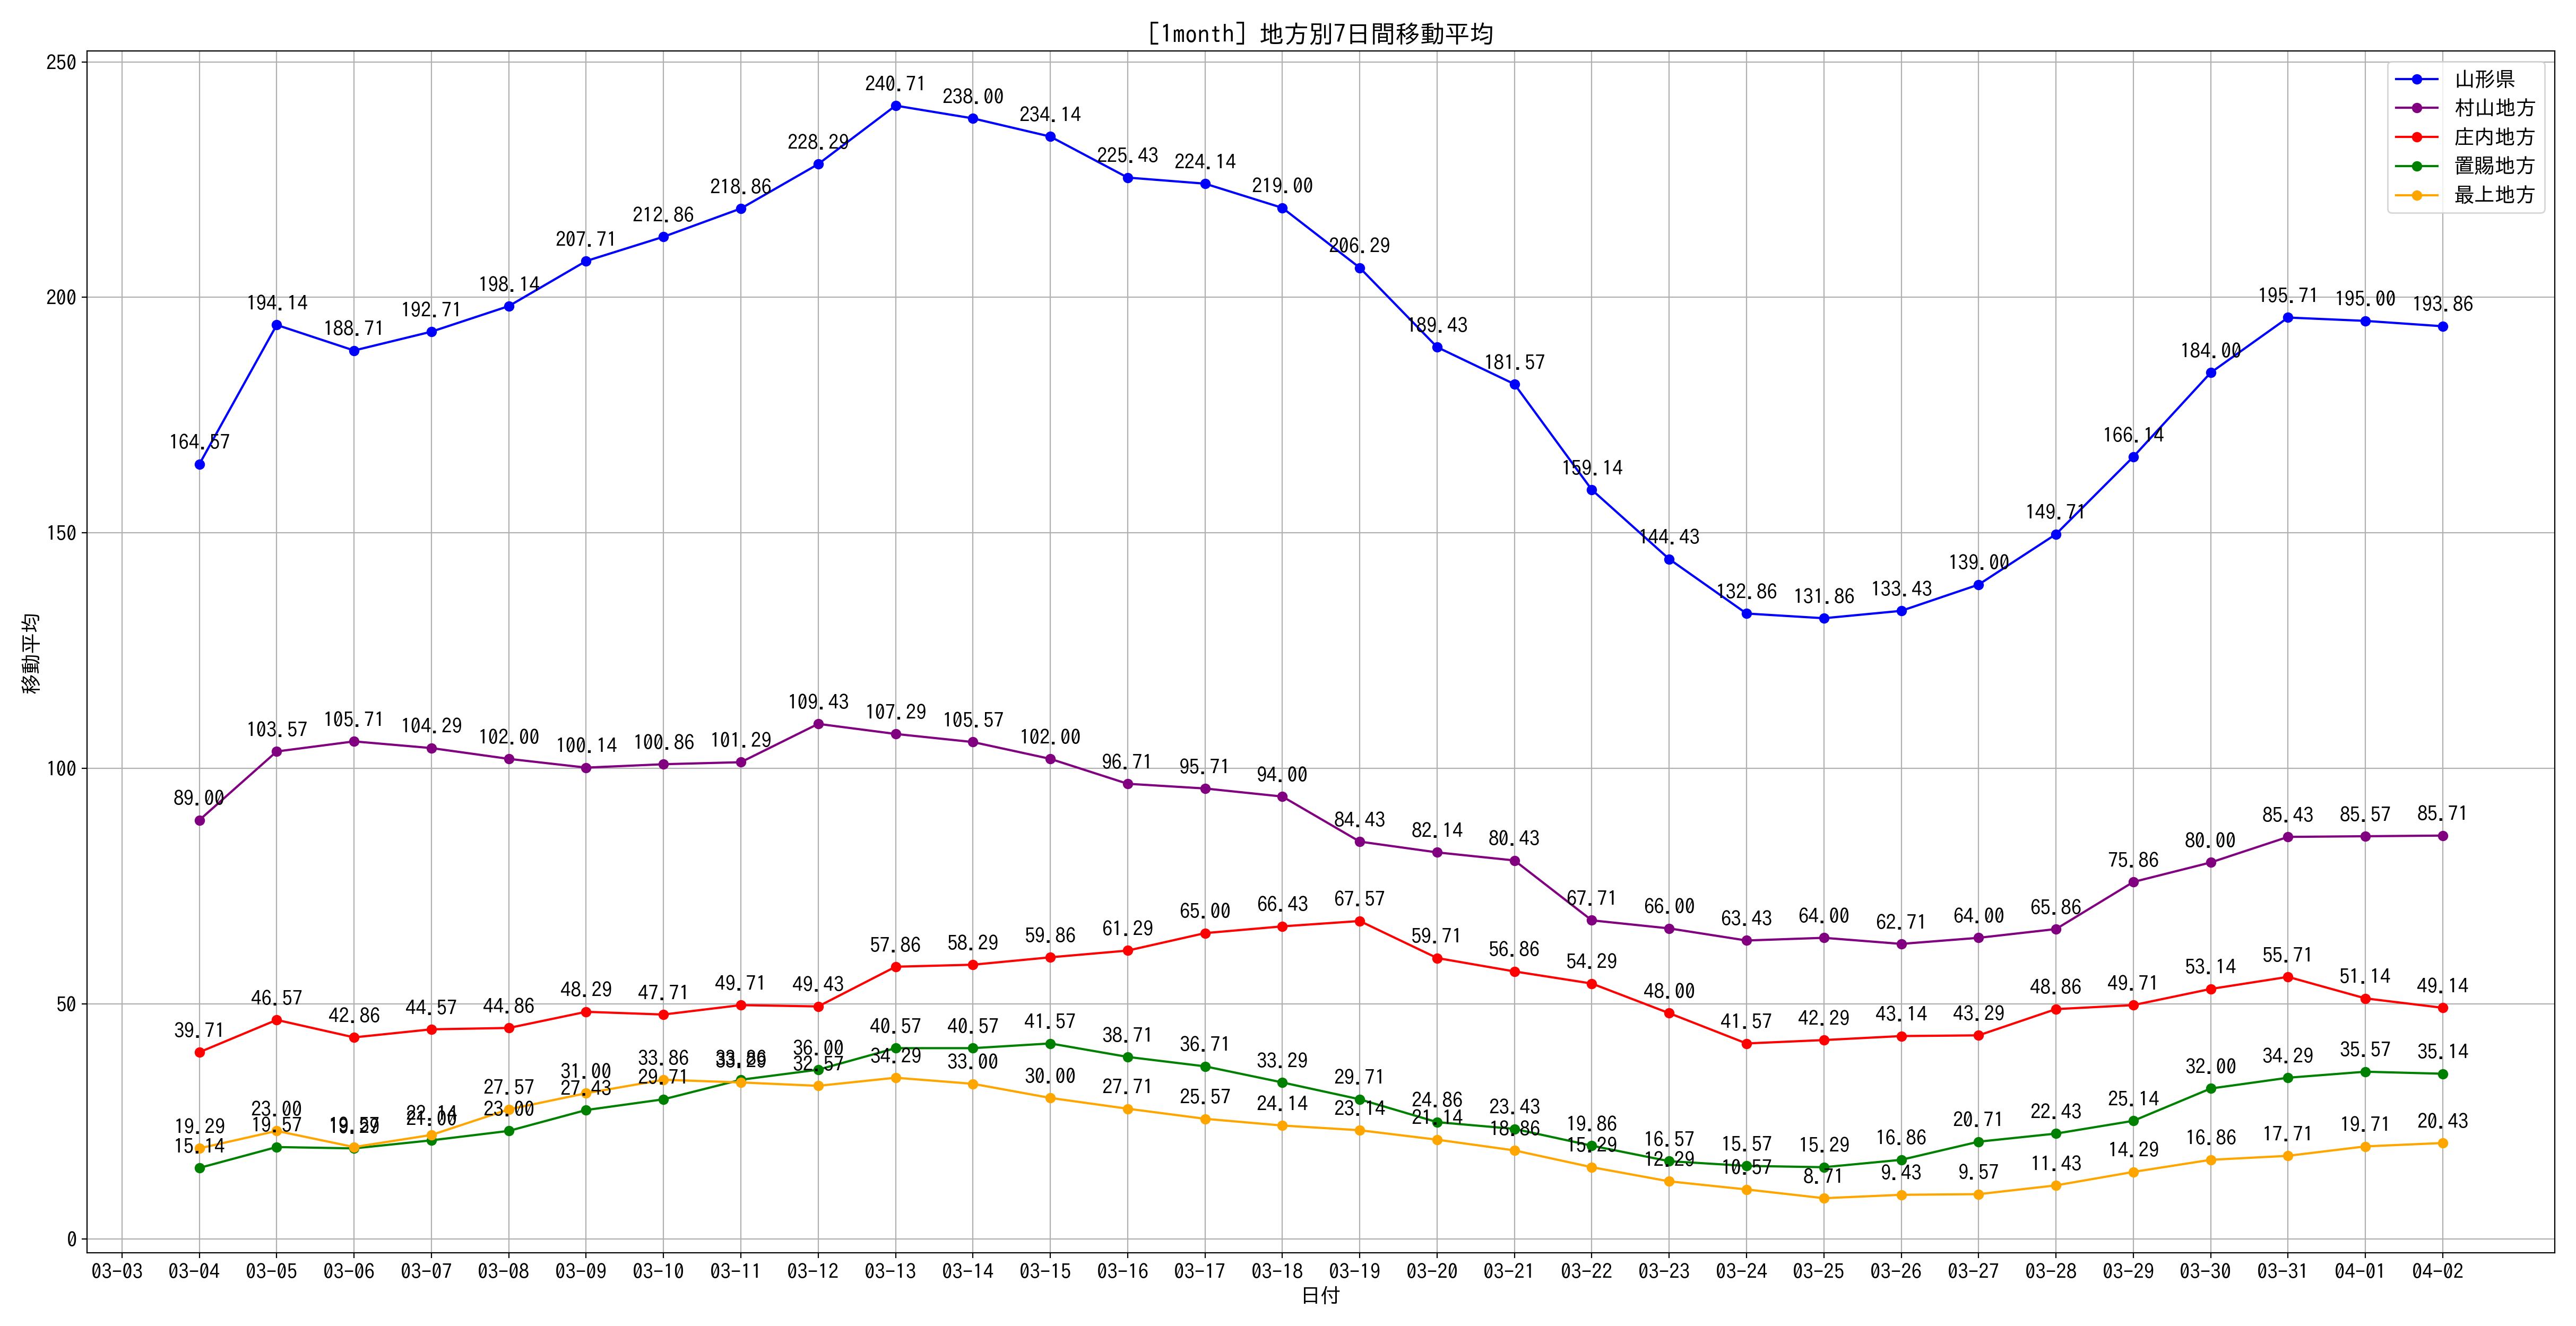 [1month] 地方別7日間移動平均
250
200
150
100
50
0
移動平均
山形県
村山地方
庄内地方
置賜地方
最上地方
164.57 194.14 188.71 192.71 198.14 207.71 212.86 218.86 228.29 240.71 238.00 234.14 225.43 224.14 219.00 206.29 189.43 181.57 159.14 144.43 132.86 131.86 133.43 139.00 149.71 166.14 184.00 195.71 195.00 193.86
89.00 103.57 105.71 104.29 102.00 100.14 100.86 101.29 109.43 107.29 105.57 102.00 96.71 95.71 94.00 84.43 82.14 80.43 67.71 66.00 63.43 64.00 62.71 64.00 65.86 75.86 80.00 85.43 85.57 85.71
39.71 46.57 42.86 44.57 44.86 48.29 47.71 49.71 49.43 57.86 58.29 59.86 61.29 65.00 66.43 67.57 59.71 56.86 54.29 48.00 41.57 42.29 43.14 43.29 48.86 49.71 53.14 55.71 51.14 49.14
15.14 19.57 19.29 21.00 23.00 27.43 29.71 33.86 36.00 40.57 40.57 41.57 38.71 36.71 33.29 29.71 24.86 23.43 19.86 16.57 15.57 15.29 16.86 20.71 22.43 25.14 32.00 34.29 35.57 35.14
19.29 23.00 19.57 22.14 27.57 31.00 33.86 33.29 32.57 34.29 33.00 30.00 27.71 25.57 24.14 23.14 21.14 18.86 15.29 12.29 10.57 8.71 9.43 9.57 11.43 14.29 16.86 17.71 19.71 20.43
03-03 03-04 03-05 03-06 03-07 03-08 03-09 03-10 03-11 03-12 03-13 03-14 03-15 03-16 03-17 03-18 03-19 03-20 03-21 03-22 03-23 03-24 03-25 03-26 03-27 03-28 03-29 03-30 03-31 04-01 04-02
日付